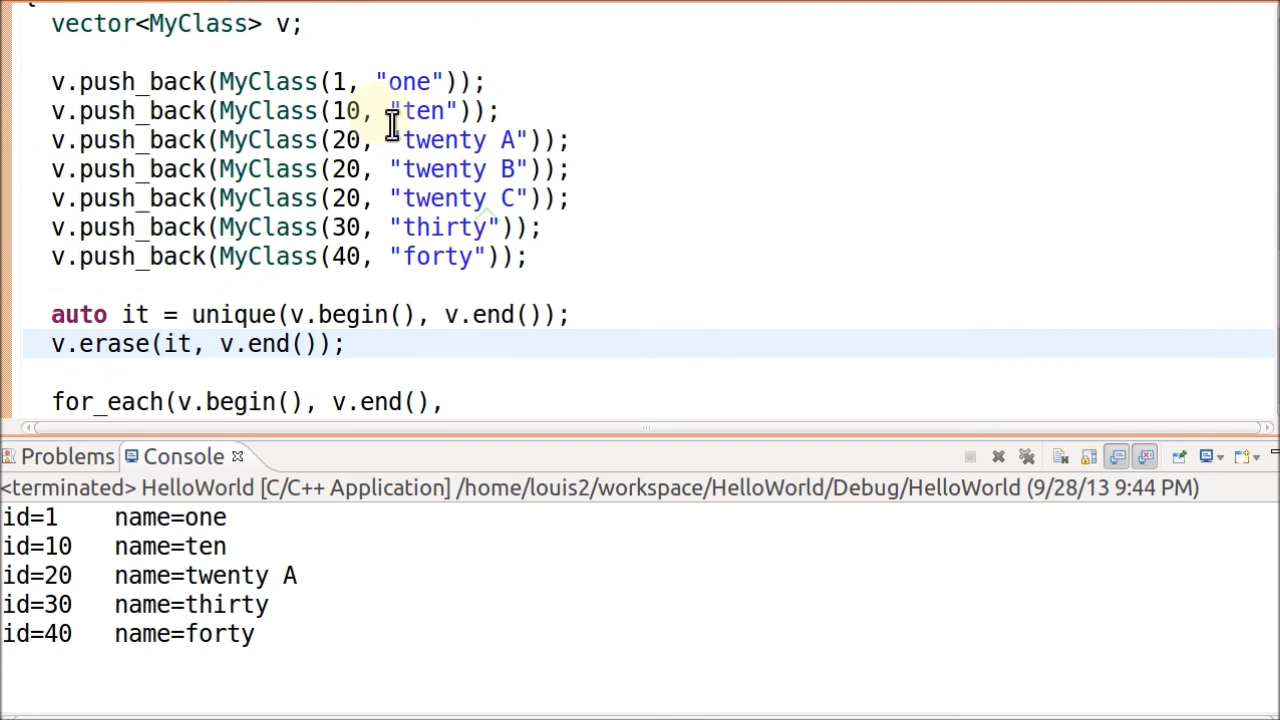 vector<MyClass> v;
v.push_back(MyClass(1, "one"));
v.push_back(MyClass(10, "ten"));
v.push_back(MyClass(20, "twenty A"));
v.push_back(MyClass(20, "twenty B"));
v.push_back(MyClass(20, "twenty C"));
v.push_back(MyClass(30, "thirty"));
v.push_back(MyClass(40, "forty"));
auto it = unique(v.begin(), v.end());
v.erase(it, v.end());
for_each(v.begin(), v.end(),
Problems Console
<terminated> HelloWorld [C/C++ Application] /home/louis2/workspace/HelloWorld/Debug/HelloWorld (9/28/13 9:44 PM)
id=1 name=one
id=10 name=ten
id=20 name=twenty A
id=30 name=thirty
id=40 name=forty